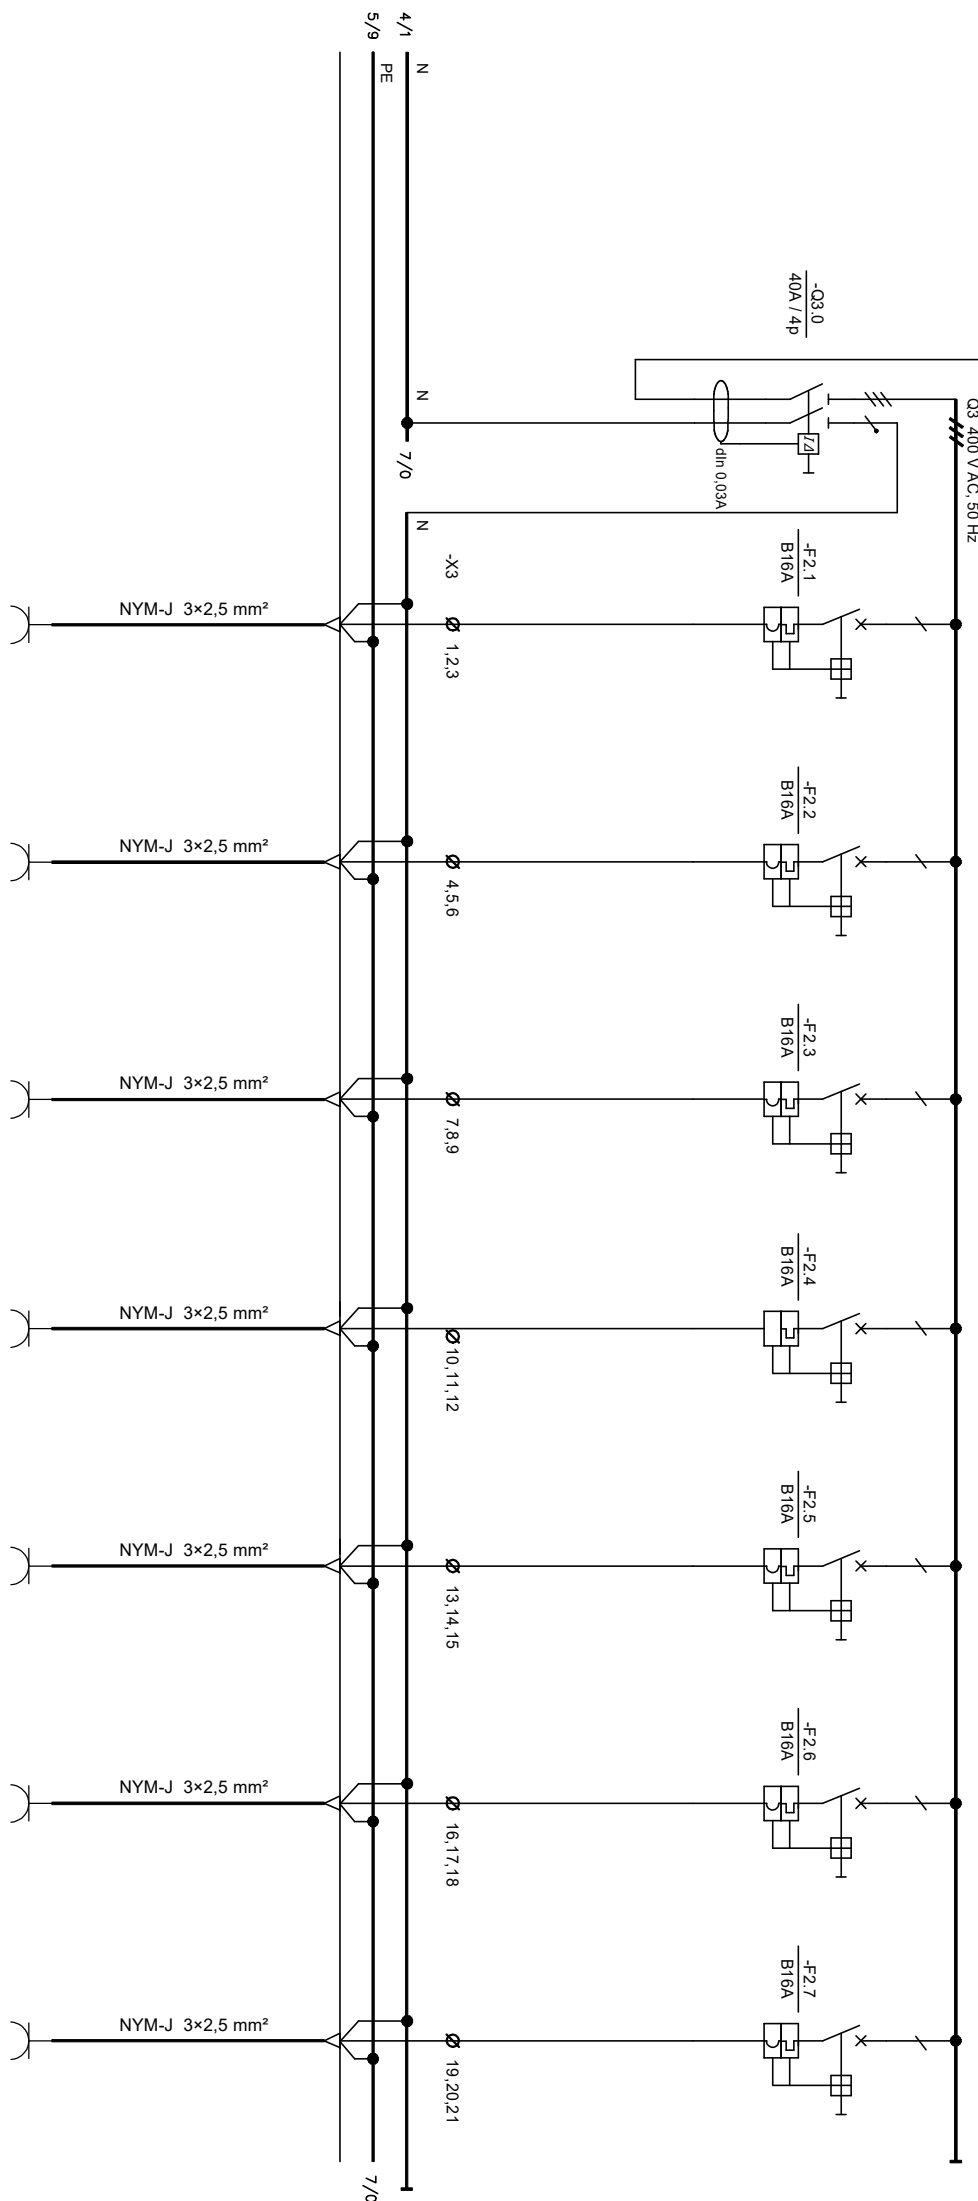 4/1
5/9
N
PE
-Q3.0
40A / 4p
N
7/0
dIn 0,03A
Q3 400 V AC, 50 Hz
N
-X3
-F2.1
B16A
NYM-J 3×2,5 mm²
1,2,3
-F2.2
B16A
NYM-J 3×2,5 mm²
4,5,6
-F2.3
B16A
NYM-J 3×2,5 mm²
7,8,9
-F2.4
B16A
NYM-J 3×2,5 mm²
10,11,12
-F2.5
B16A
NYM-J 3×2,5 mm²
13,14,15
-F2.6
B16A
NYM-J 3×2,5 mm²
16,17,18
-F2.7
B16A
NYM-J 3×2,5 mm²
19,20,21
7/0